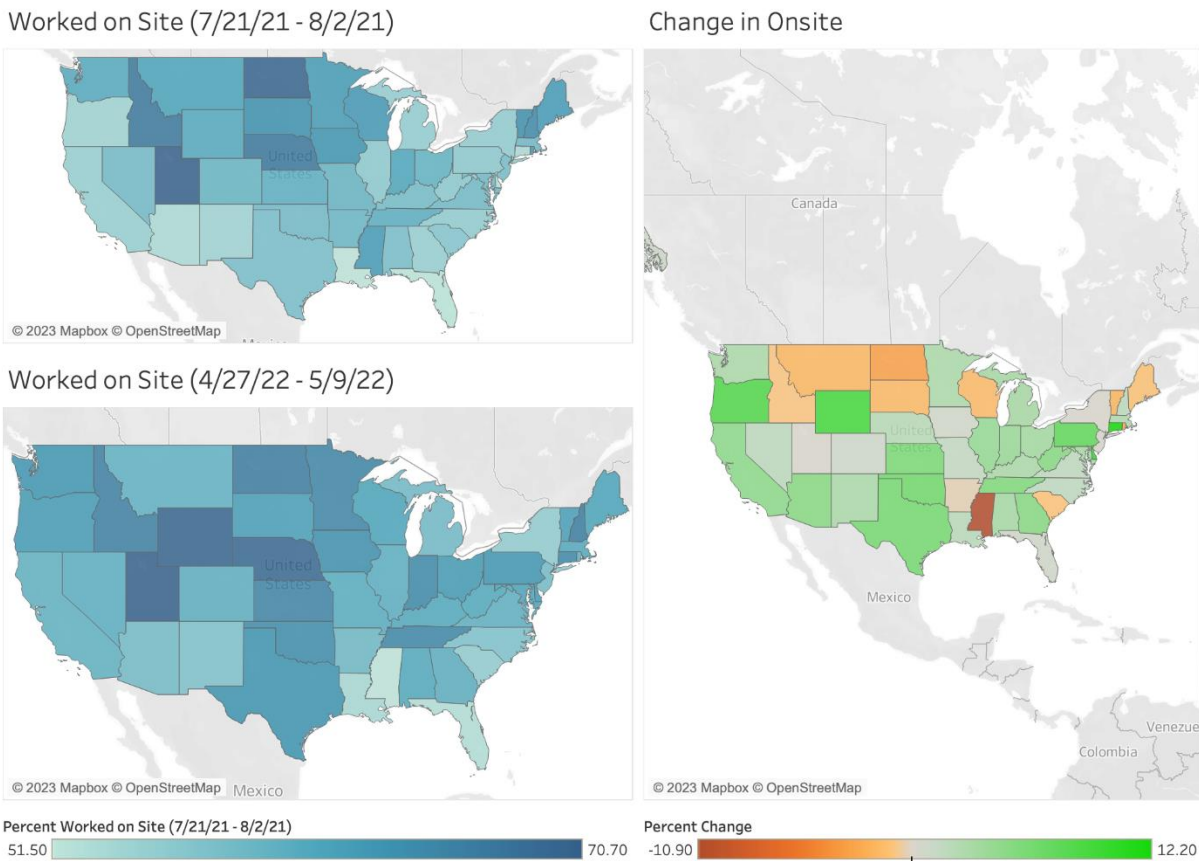 Worked on Site (7/21/21 - 8/2/21)
United
States
© 2023 Mapbox © OpenStreetMap
Worked on Site (4/27/22 - 5/9/22)
United
States
© 2023 Mapbox © OpenStreetMap
Mexico
Percent Worked on Site (7/21/21 - 8/2/21)
51.50
70.70
Change in Onsite
Canada
United
States
Mexico
Venezue
Colombia
© 2023 Mapbox © OpenStreetMap
Percent Change
-10.90
12.20